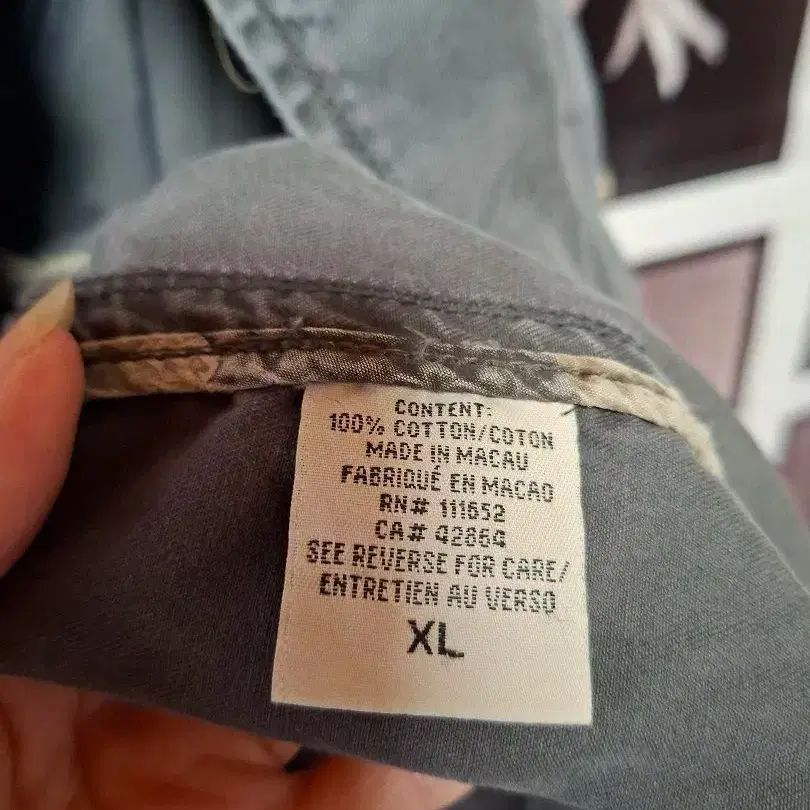 CONTENT:
100% COTTON/COTON
MADE IN MACAU
FABRIQUÉ EN MACAO
RN# 111652
CA# 42864
SEE REVERSE FOR CARE/
ENTRETIEN AU VERSO
XL